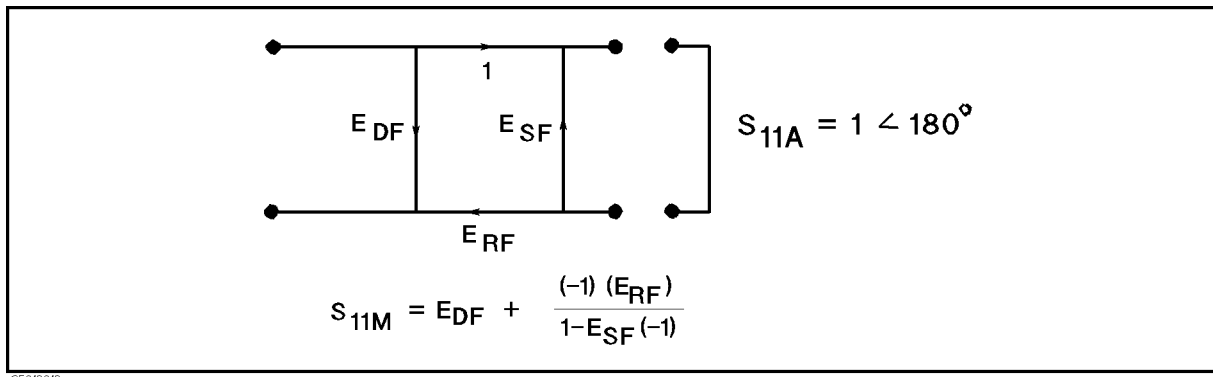 1
E DF
E SF
S 11A = 1 ∠ 180°
E RF
S 11M = E DF + (-1) (E RF) / 1-E SF (-1)